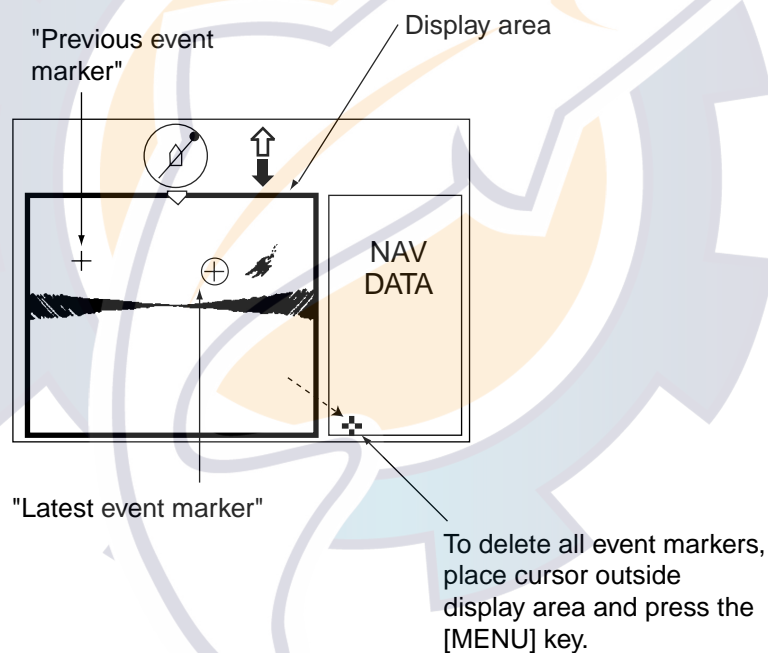 "Previous event
marker"
Display area
NAV
DATA
"Latest event marker"
To delete all event markers,
place cursor outside
display area and press the
[MENU] key.